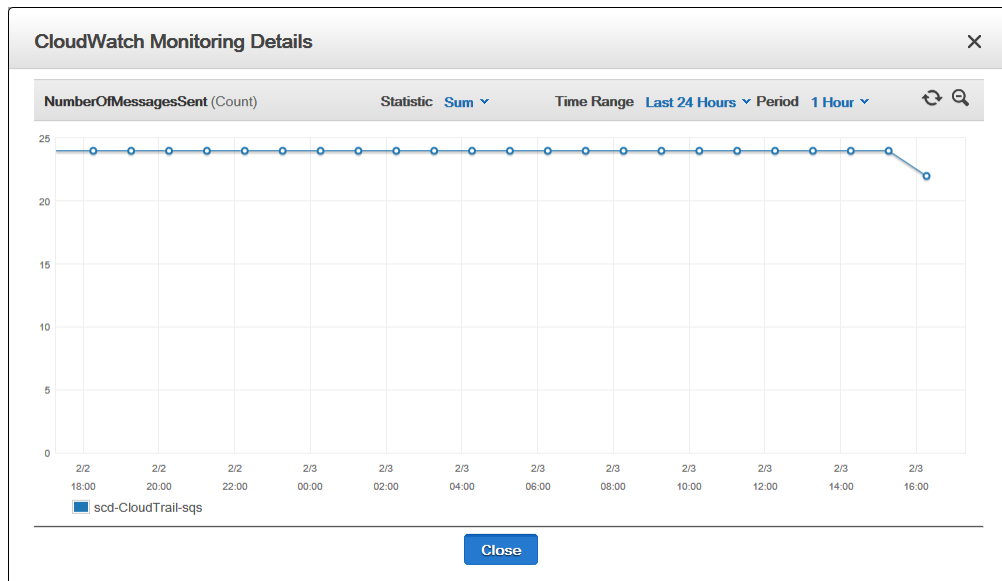 CloudWatch Monitoring Details
NumberOfMessagesSent (Count) Statistic Sum Time Range Last 24 Hours Period 1 Hour
25
20
15
10
5
0
2/2 2/2 2/2 2/3 2/3 2/3 2/3 2/3 2/3 2/3 2/3 2/3
18:00 20:00 22:00 00:00 02:00 04:00 06:00 08:00 10:00 12:00 14:00 16:00
scd-CloudTrail-sqs
Close